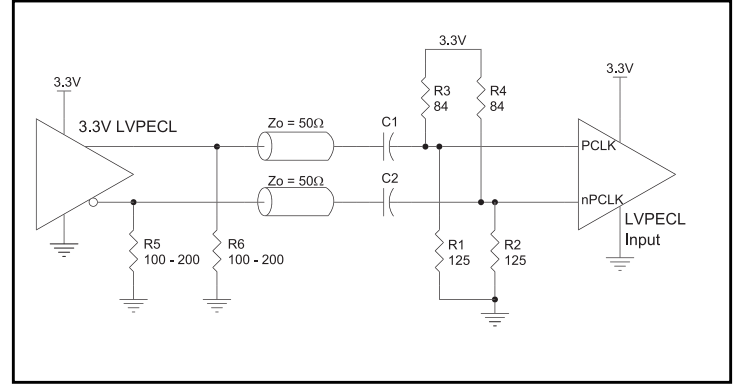 3.3V
3.3V LVPECL
Zo = 50Ω
C1
3.3V
R3
84
R4
84
3.3V
PCLK
Zo = 50Ω
C2
nPCLK
LVPECL
Input
R5
100 - 200
R6
100 - 200
R1
125
R2
125